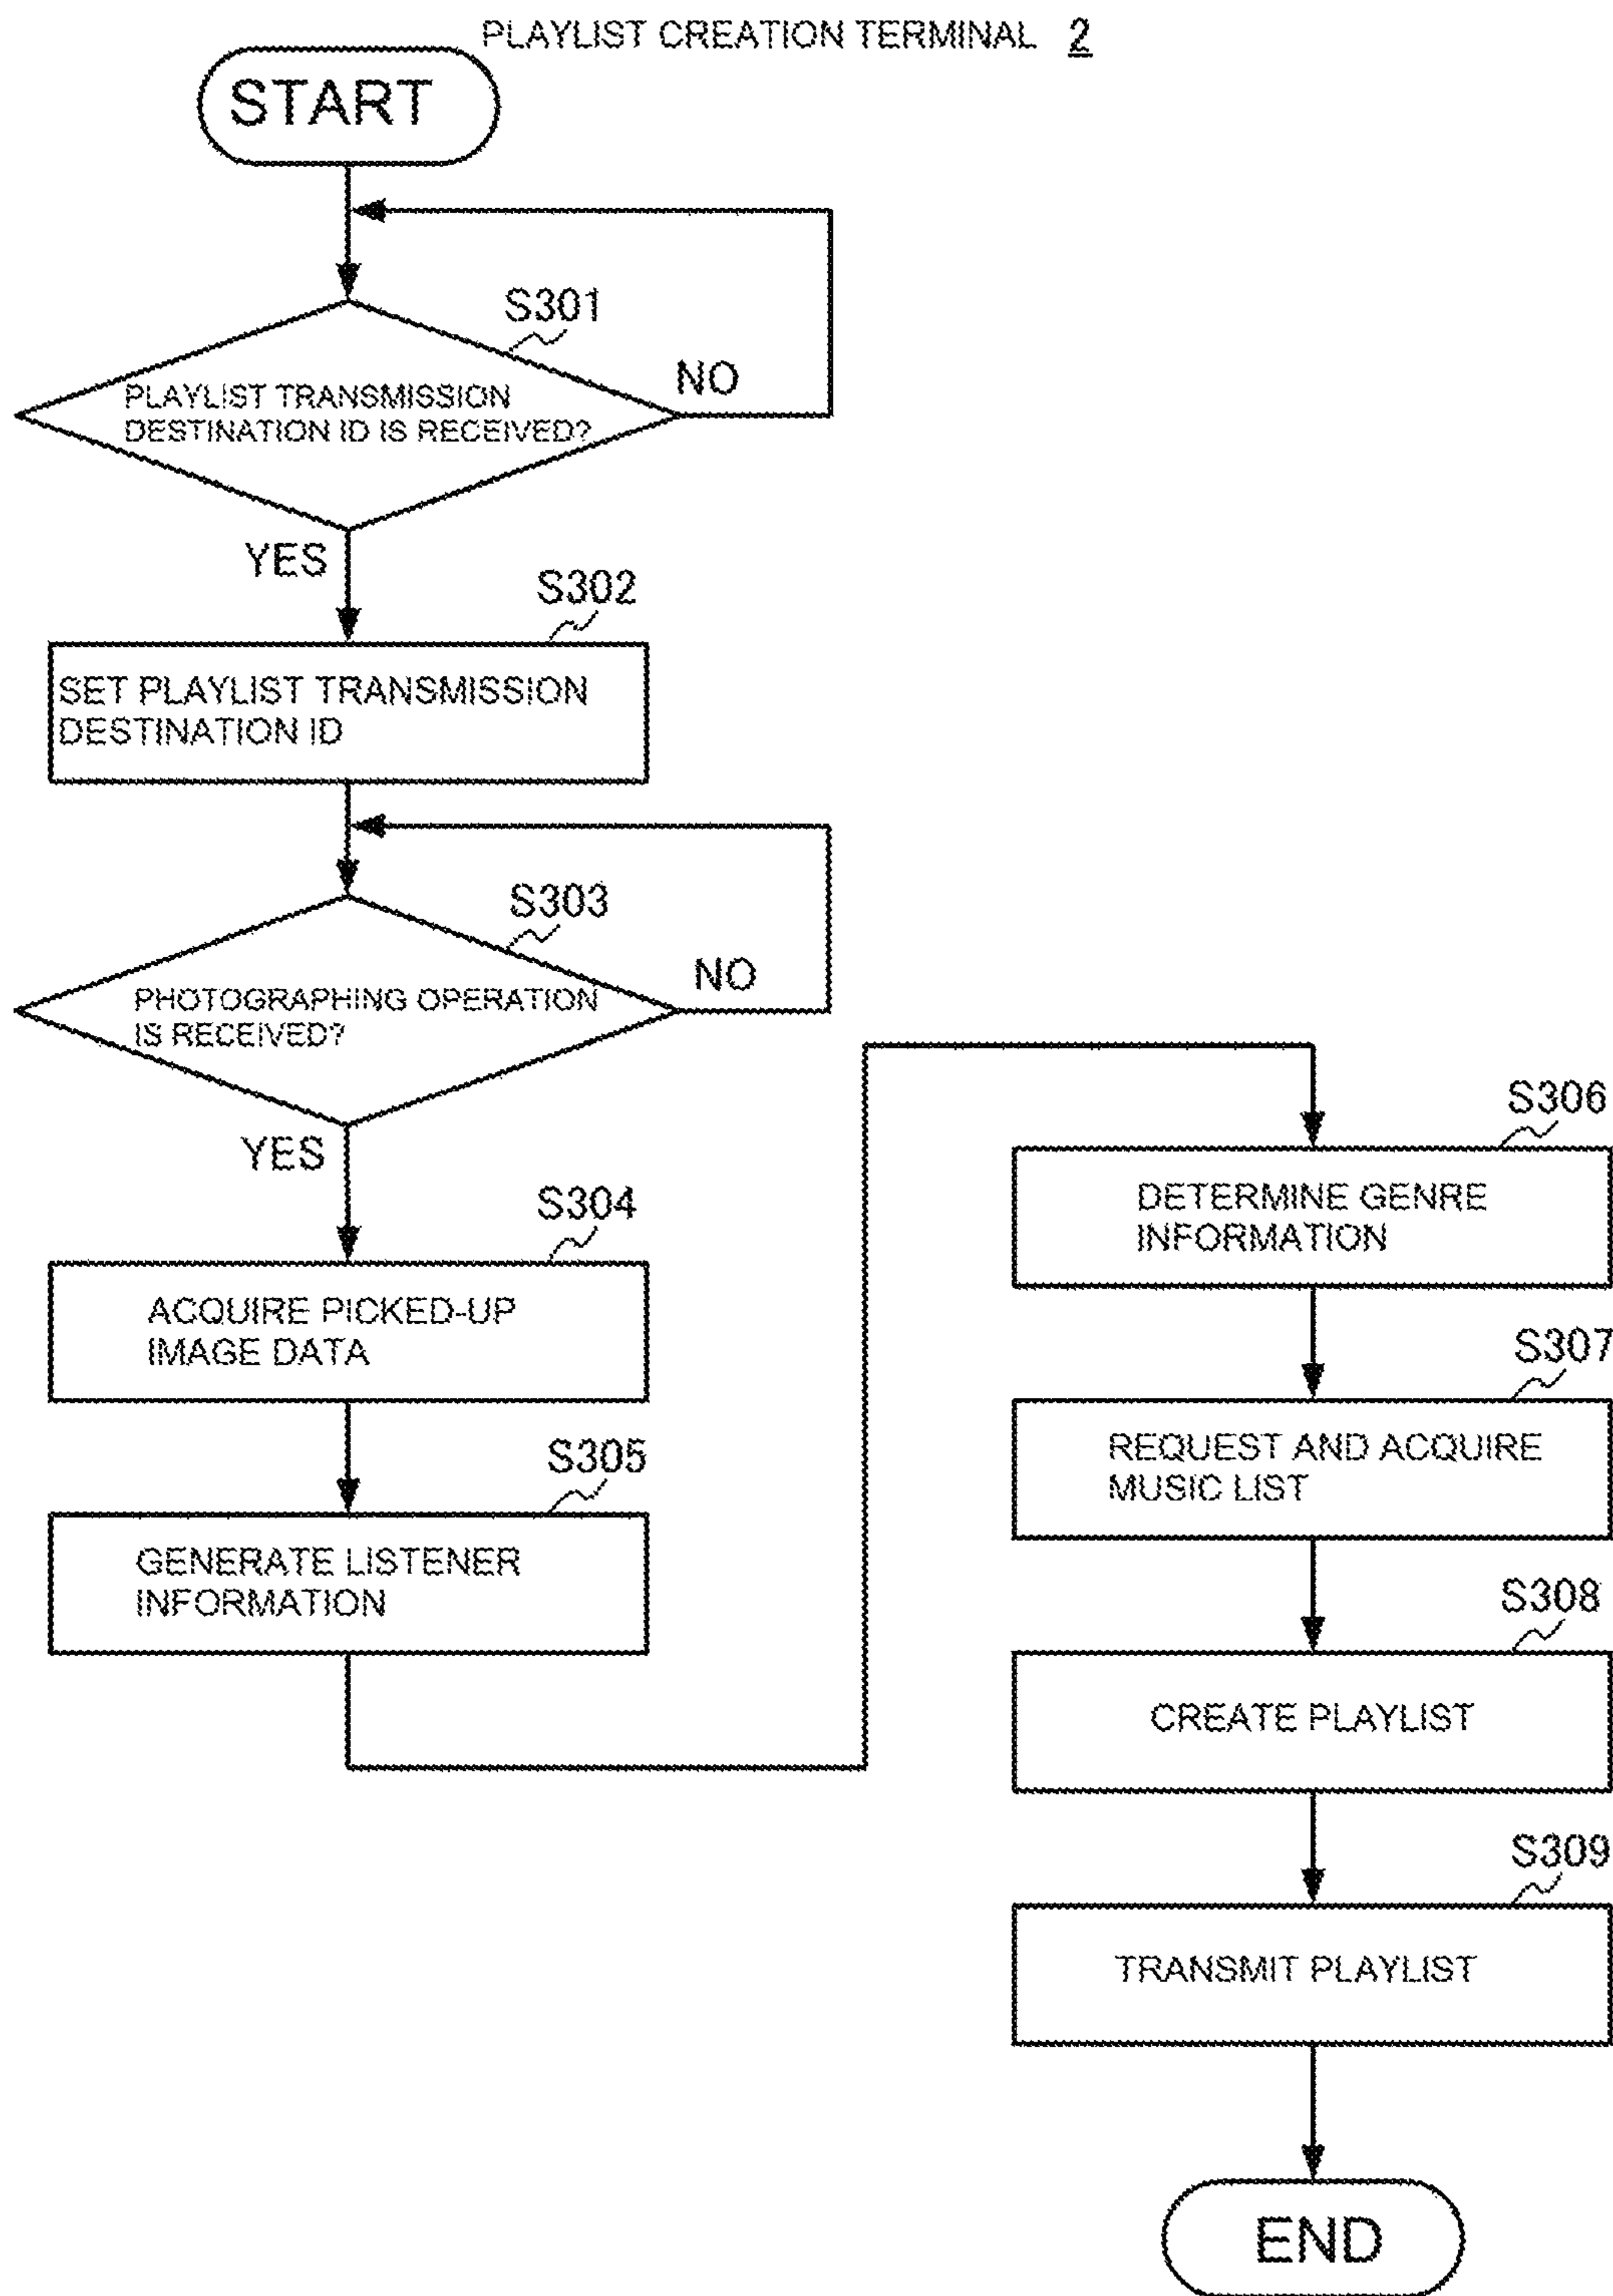 PLAYLIST CREATION TERMINAL 2
START
S301
PLAYLIST TRANSMISSION
DESTINATION ID IS RECEIVED?
NO
YES
S302
SET PLAYLIST TRANSMISSION
DESTINATION ID
S303
PHOTOGRAPHING OPERATION
IS RECEIVED?
NO
YES
S304
ACQUIRE PICKED-UP
IMAGE DATA
S305
GENERATE LISTENER
INFORMATION
S306
DETERMINE GENRE
INFORMATION
S307
REQUEST AND ACQUIRE
MUSIC LIST
S308
CREATE PLAYLIST
S309
TRANSMIT PLAYLIST
END